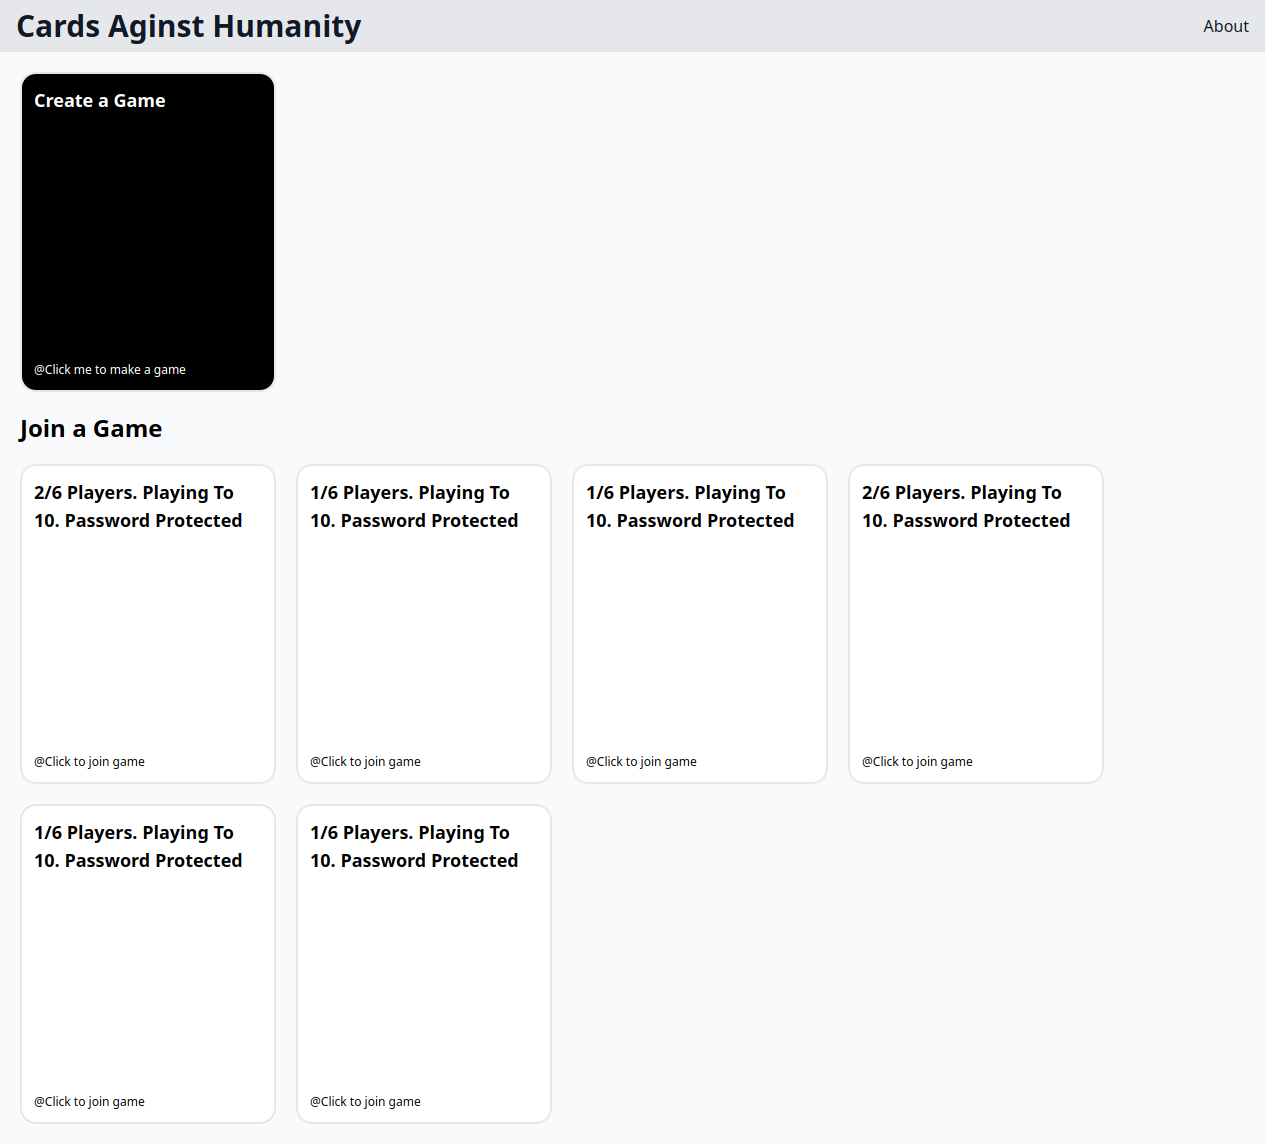 Cards Aginst Humanity
About
Create a Game
@Click me to make a game
Join a Game
2/6 Players. Playing To
10. Password Protected
@Click to join game
1/6 Players. Playing To
10. Password Protected
@Click to join game
1/6 Players. Playing To
10. Password Protected
@Click to join game
2/6 Players. Playing To
10. Password Protected
@Click to join game
1/6 Players. Playing To
10. Password Protected
@Click to join game
1/6 Players. Playing To
10. Password Protected
@Click to join game